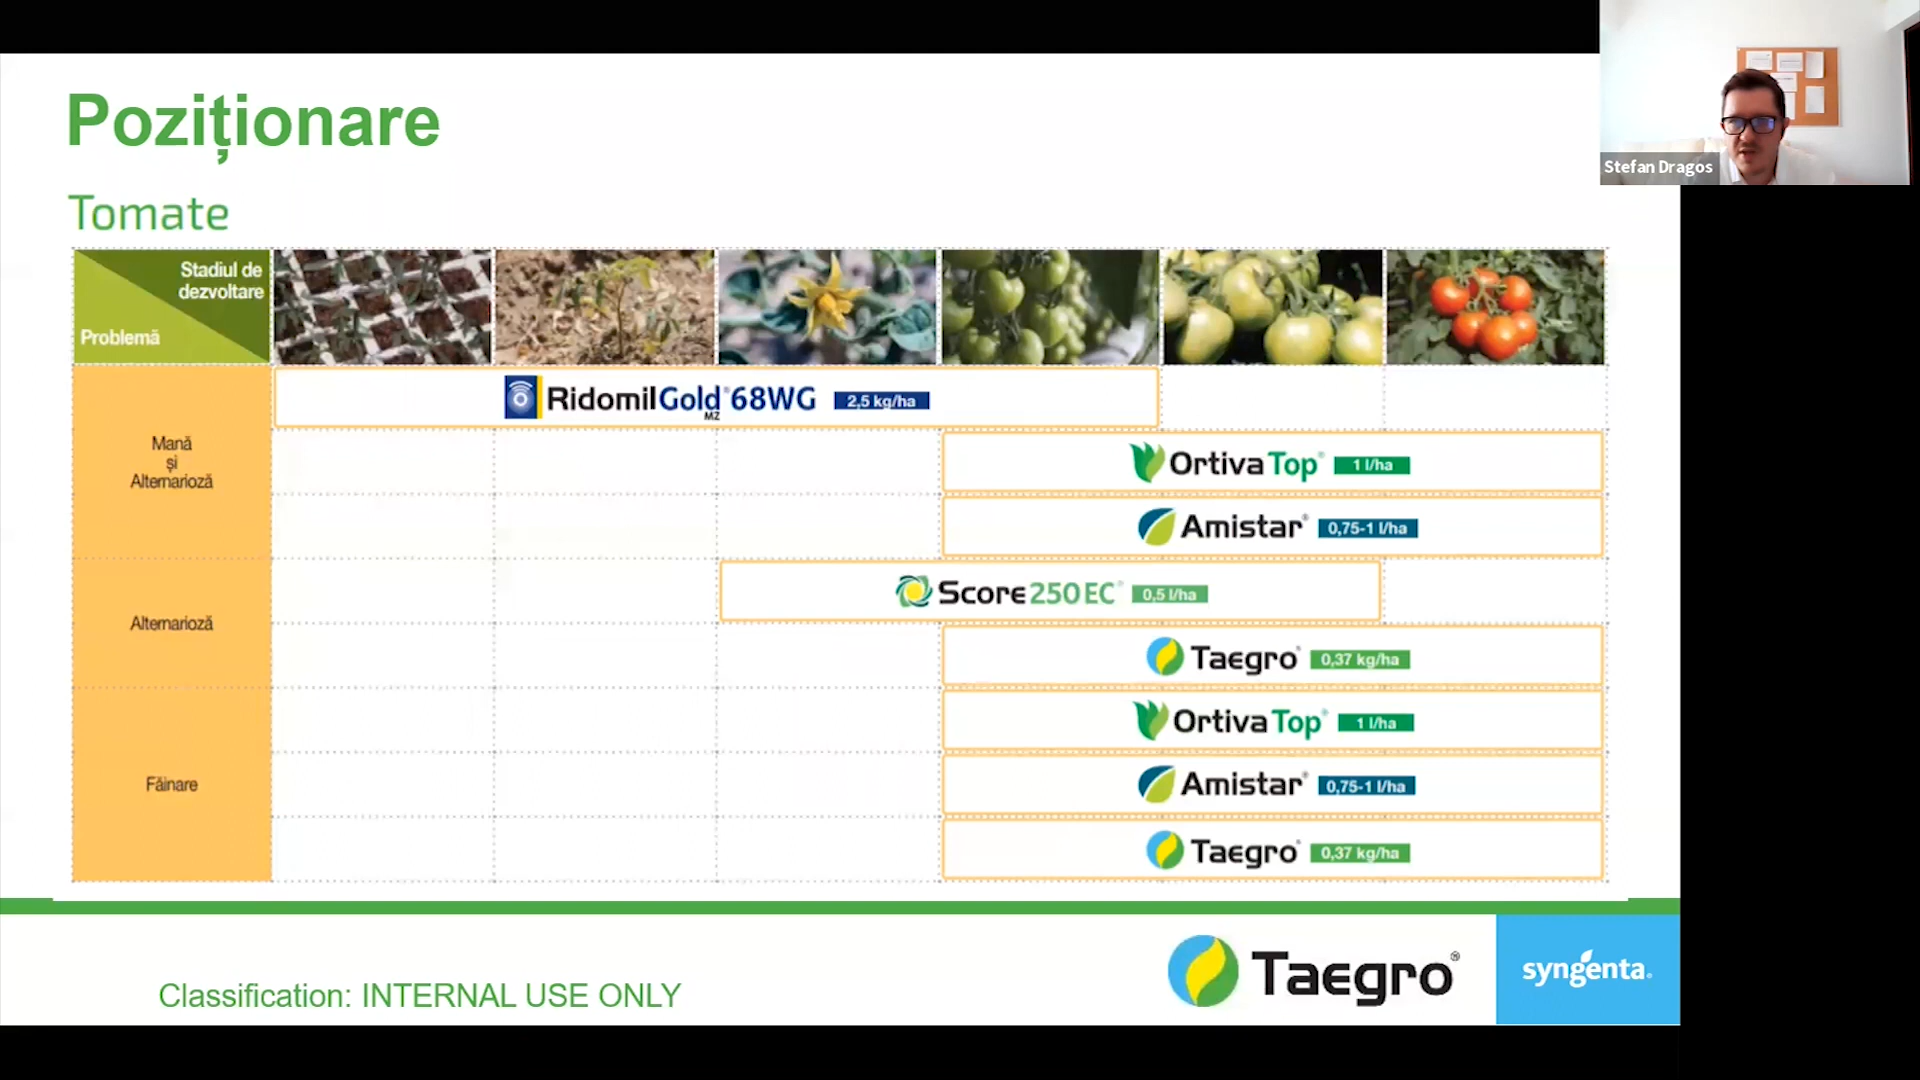 Poziționare
Stefan Dragos
Tomate
Stadiul de
dezvoltare
Problemă
RidomilGold® 68WG 2,5 kg/ha
MZ
Mană
și
Alternarioză
Ortiva Top® 1 l/ha
Amistar® 0,75-1 l/ha
Alternarioză
Score 250 EC® 0,5 l/ha
Taegro® 0,37 kg/ha
Făinare
Ortiva Top® 1 l/ha
Amistar® 0,75-1 l/ha
Taegro® 0,37 kg/ha
Classification: INTERNAL USE ONLY
Taegro®
syngenta.